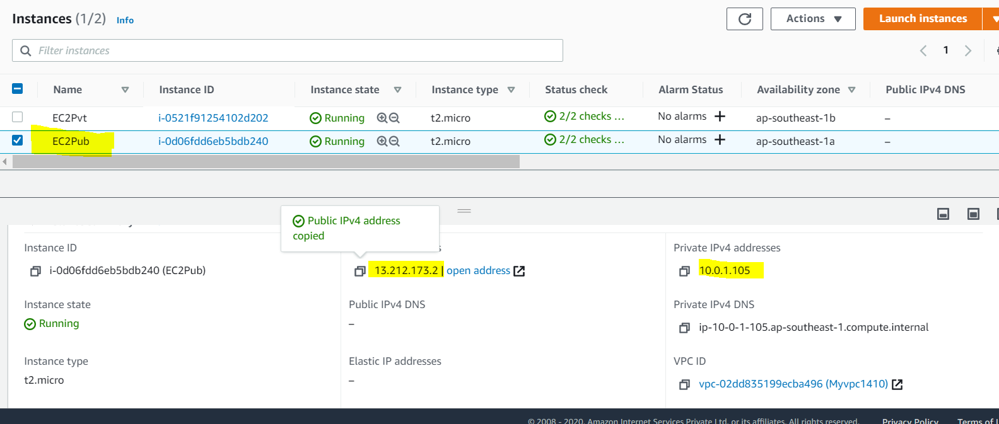 Instances (1/2) Info
Actions
Launch instances
Filter instances
1
Name Instance ID Instance state Instance type Status check Alarm Status Availability zone Public IPv4 DNS
EC2Pvt i-0521f91254102d202 Running t2.micro 2/2 checks ... No alarms + ap-southeast-1b –
EC2Pub i-0d06fdd6eb5bdb240 Running t2.micro 2/2 checks ... No alarms + ap-southeast-1a –
Public IPv4 address
copied
Instance ID
i-0d06fdd6eb5bdb240 (EC2Pub)
Instance state
Running
Instance type
t2.micro
13.212.173.2 | open address
Public IPv4 DNS
–
Elastic IP addresses
–
Private IPv4 addresses
10.0.1.105
Private IPv4 DNS
ip-10-0-1-105.ap-southeast-1.compute.internal
VPC ID
vpc-02dd835199ecba496 (Myvpc1410)
© 2008 - 2020, Amazon Internet Services Private Ltd. or its affiliates. All rights reserved. Privacy Policy Terms of